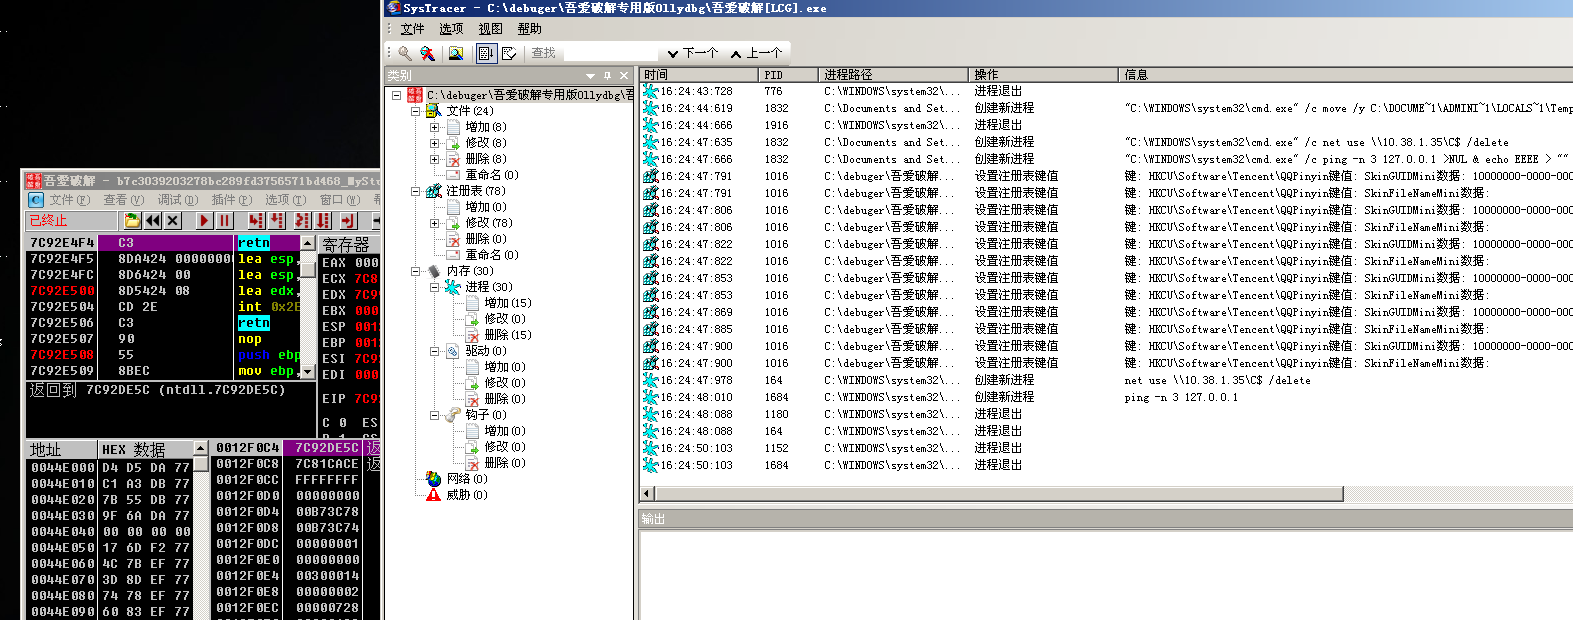 SysTracer - C:\debuger\吾爱破解专用版Ollydbg\吾爱破解[LCG].exe
文件 选项 视图 帮助
查找 下一个 上一个
类别
C:\debuger\吾爱破解专用版Ollydbg\吾
文件(24)
增加(8)
修改(8)
删除(8)
重命名(0)
注册表(78)
增加(0)
修改(78)
删除(0)
重命名(0)
内存(30)
进程(30)
增加(15)
修改(0)
删除(15)
驱动(0)
增加(0)
修改(0)
删除(0)
钩子(0)
增加(0)
修改(0)
删除(0)
网络(0)
威胁(0)
时间 PID 进程路径 操作 信息
16:24:43:728 776 C:\WINDOWS\system32\... 进程退出
16:24:44:619 1832 C:\Documents and Set... 创建新进程 "C:\WINDOWS\system32\cmd.exe" /c move /y C:\DOCUME~1\ADMINI~1\LOCALS~1\Temp
16:24:44:666 1916 C:\WINDOWS\system32\... 进程退出
16:24:47:635 1832 C:\Documents and Set... 创建新进程 "C:\WINDOWS\system32\cmd.exe" /c net use \\10.38.1.35\C$ /delete
16:24:47:666 1832 C:\Documents and Set... 创建新进程 "C:\WINDOWS\system32\cmd.exe" /c ping -n 3 127.0.0.1 >NUL & echo EEEE > ""
16:24:47:791 1016 C:\debuger\吾爱破解... 设置注册表键值 键: HKCU\Software\Tencent\QQPinyin键值: SkinGUIDMini数据: 10000000-0000-000
16:24:47:791 1016 C:\debuger\吾爱破解... 设置注册表键值 键: HKCU\Software\Tencent\QQPinyin键值: SkinFileNameMini数据:
16:24:47:806 1016 C:\debuger\吾爱破解... 设置注册表键值 键: HKCU\Software\Tencent\QQPinyin键值: SkinGUIDMini数据: 10000000-0000-000
16:24:47:806 1016 C:\debuger\吾爱破解... 设置注册表键值 键: HKCU\Software\Tencent\QQPinyin键值: SkinFileNameMini数据:
16:24:47:822 1016 C:\debuger\吾爱破解... 设置注册表键值 键: HKCU\Software\Tencent\QQPinyin键值: SkinGUIDMini数据: 10000000-0000-000
16:24:47:822 1016 C:\debuger\吾爱破解... 设置注册表键值 键: HKCU\Software\Tencent\QQPinyin键值: SkinFileNameMini数据:
16:24:47:853 1016 C:\debuger\吾爱破解... 设置注册表键值 键: HKCU\Software\Tencent\QQPinyin键值: SkinGUIDMini数据: 10000000-0000-000
16:24:47:853 1016 C:\debuger\吾爱破解... 设置注册表键值 键: HKCU\Software\Tencent\QQPinyin键值: SkinFileNameMini数据:
16:24:47:869 1016 C:\debuger\吾爱破解... 设置注册表键值 键: HKCU\Software\Tencent\QQPinyin键值: SkinGUIDMini数据: 10000000-0000-000
16:24:47:885 1016 C:\debuger\吾爱破解... 设置注册表键值 键: HKCU\Software\Tencent\QQPinyin键值: SkinFileNameMini数据:
16:24:47:900 1016 C:\debuger\吾爱破解... 设置注册表键值 键: HKCU\Software\Tencent\QQPinyin键值: SkinGUIDMini数据: 10000000-0000-000
16:24:47:900 1016 C:\debuger\吾爱破解... 设置注册表键值 键: HKCU\Software\Tencent\QQPinyin键值: SkinFileNameMini数据:
16:24:47:978 164 C:\WINDOWS\system32\... 创建新进程 net use \\10.38.1.35\C$ /delete
16:24:48:010 1684 C:\WINDOWS\system32\... 创建新进程 ping -n 3 127.0.0.1
16:24:48:088 1180 C:\WINDOWS\system32\... 进程退出
16:24:48:088 164 C:\WINDOWS\system32\... 进程退出
16:24:50:103 1152 C:\WINDOWS\system32\... 进程退出
16:24:50:103 1684 C:\WINDOWS\system32\... 进程退出
输出
吾爱破解 - b7c3039203278bc289fd3756571bd468_MyStu
文件(F) 查看(V) 调试(D) 插件(P) 选项(T) 窗口(W)
已终止
7C92E4F4 C3 retn
7C92E4F5 8DA424 0000000 lea esp,
7C92E4FC 8D6424 00 lea esp,
7C92E500 8D5424 08 lea edx,
7C92E504 CD 2E int 0x2E
7C92E506 C3 retn
7C92E507 90 nop
7C92E508 55 push ebp
7C92E509 8BEC mov ebp,
返回到 7C92DE5C (ntdll.7C92DE5C)
寄存器
EAX 000
ECX 7C8
EDX 7C9
EBX 000
ESP 001
EBP 001
ESI 7C9
EDI 000
EIP 7C9
C 0 ES
地址 HEX 数据
0044E000 D4 D5 DA 77
0044E010 C1 A3 DB 77
0044E020 7B 55 DB 77
0044E030 9F 6A DA 77
0044E040 00 00 00 00
0044E050 17 6D F2 77
0044E060 4C 7B EF 77
0044E070 3D 8D EF 77
0044E080 74 78 EF 77
0044E090 60 83 EF 77
0012F0C4 7C92DE5C 返
0012F0C8 7C81CACE 返
0012F0CC FFFFFFFF
0012F0D0 00000000
0012F0D4 00B73C78
0012F0D8 00B73C74
0012F0DC 00000001
0012F0E0 00000000
0012F0E4 00300014
0012F0E8 00000002
0012F0EC 00000728